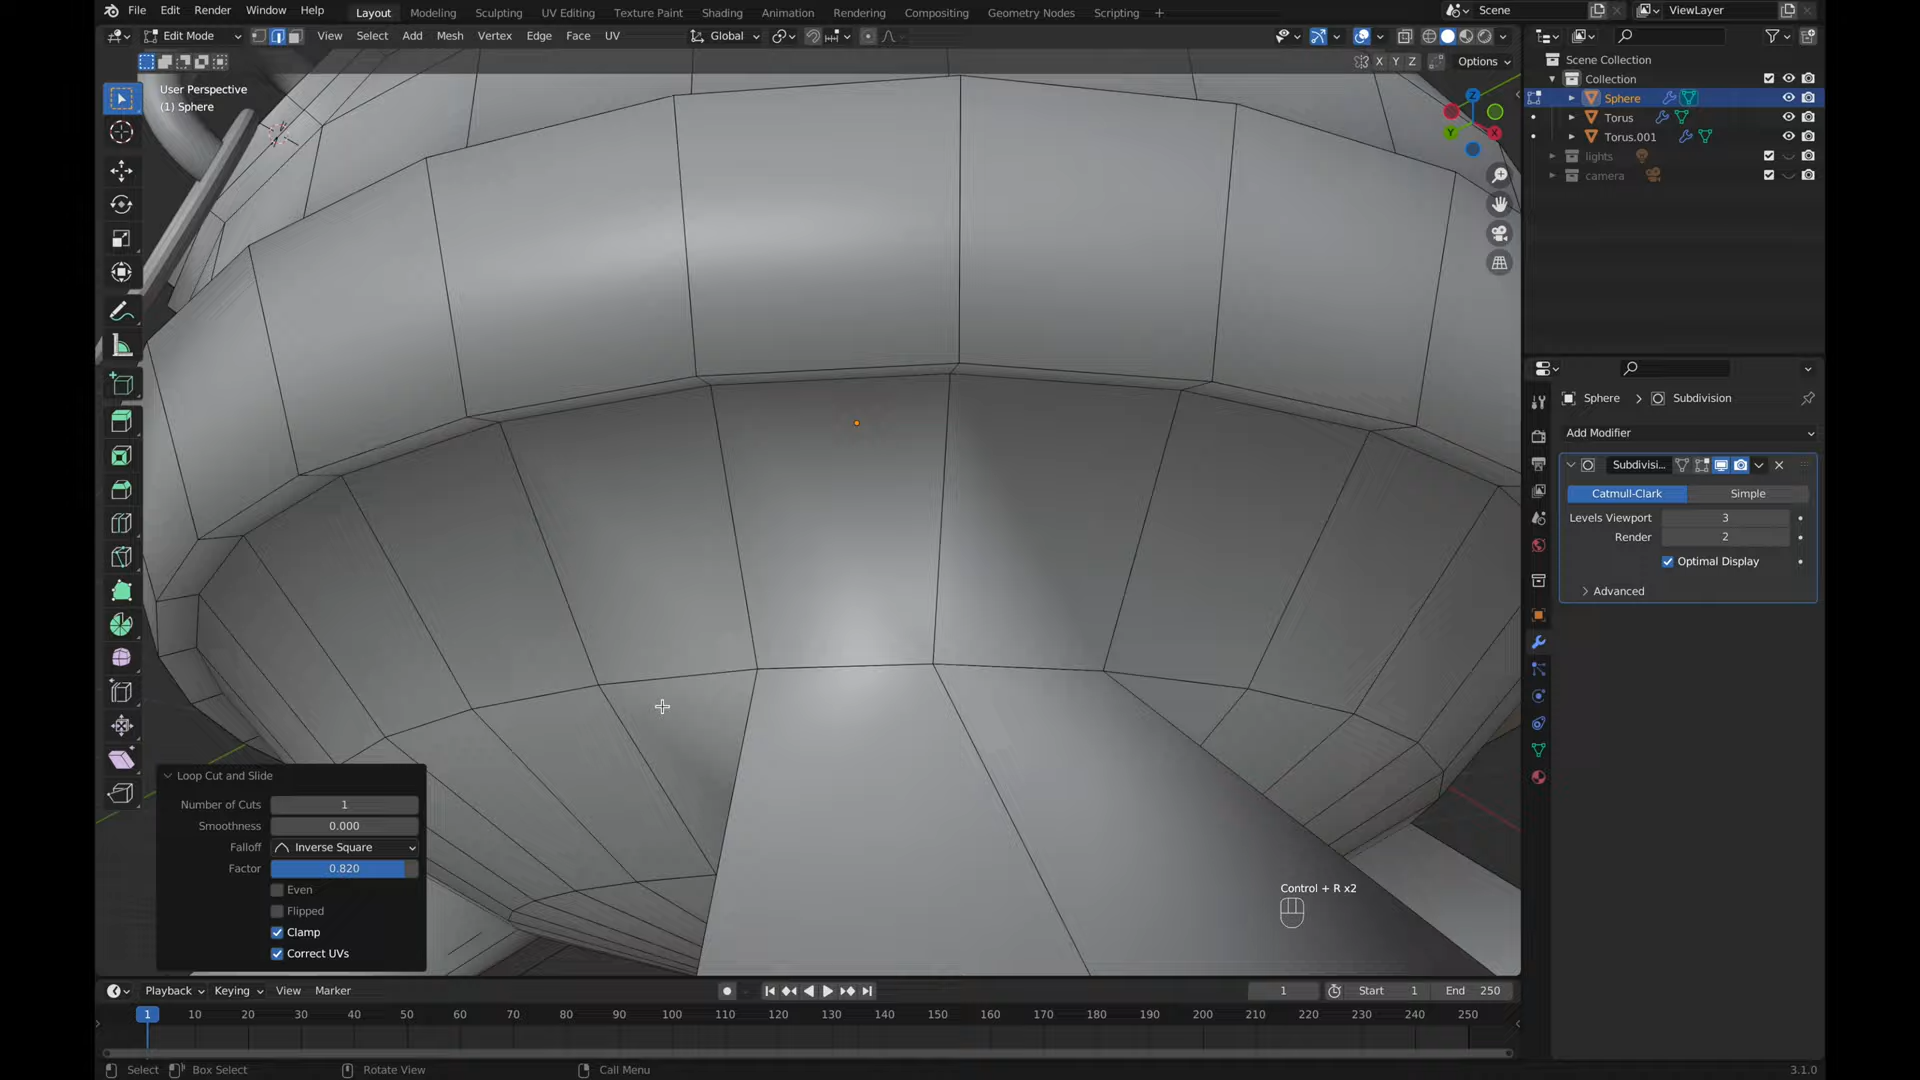 File Edit Render Window Help Layout Modeling Sculpting UV Editing Texture Paint Shading Animation Rendering Compositing Geometry Nodes Scripting + Scene ViewLayer
Edit Mode View Select Add Mesh Vertex Edge Face UV Global
X Y Z Options
User Perspective
(1) Sphere
Z
Y
X
Scene Collection
Collection
Sphere
Torus
Torus.001
lights
camera
Sphere > Subdivision
Add Modifier
Subdivisi...
Catmull-Clark Simple
Levels Viewport 3
Render 2
Optimal Display
Advanced
Loop Cut and Slide
Number of Cuts 1
Smoothness 0.000
Falloff Inverse Square
Factor 0.820
Even
Flipped
Clamp
Correct UVs
Control + R x2
Playback Keying View Marker 1 Start 1 End 250
1 10 20 30 40 50 60 70 80 90 100 110 120 130 140 150 160 170 180 190 200 210 220 230 240 250
Select Box Select Rotate View Call Menu 3.1.0